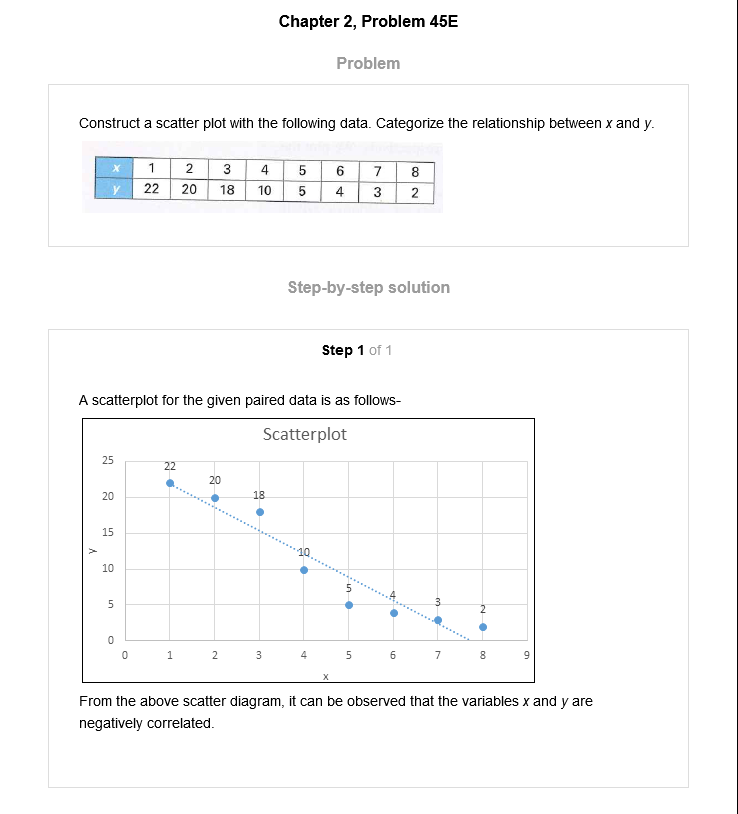 Chapter 2, Problem 45E
Problem
Construct a scatter plot with the following data. Categorize the relationship between x and y.
x 1 2 3 4 5 6 7 8
y 22 20 18 10 5 4 3 2
Step-by-step solution
Step 1 of 1
A scatterplot for the given paired data is as follows-
Scatterplot
25
20
15
10
5
0
y
22
20
18
10
5
4
3
2
0 1 2 3 4 5 6 7 8 9
x
From the above scatter diagram, it can be observed that the variables x and y are
negatively correlated.